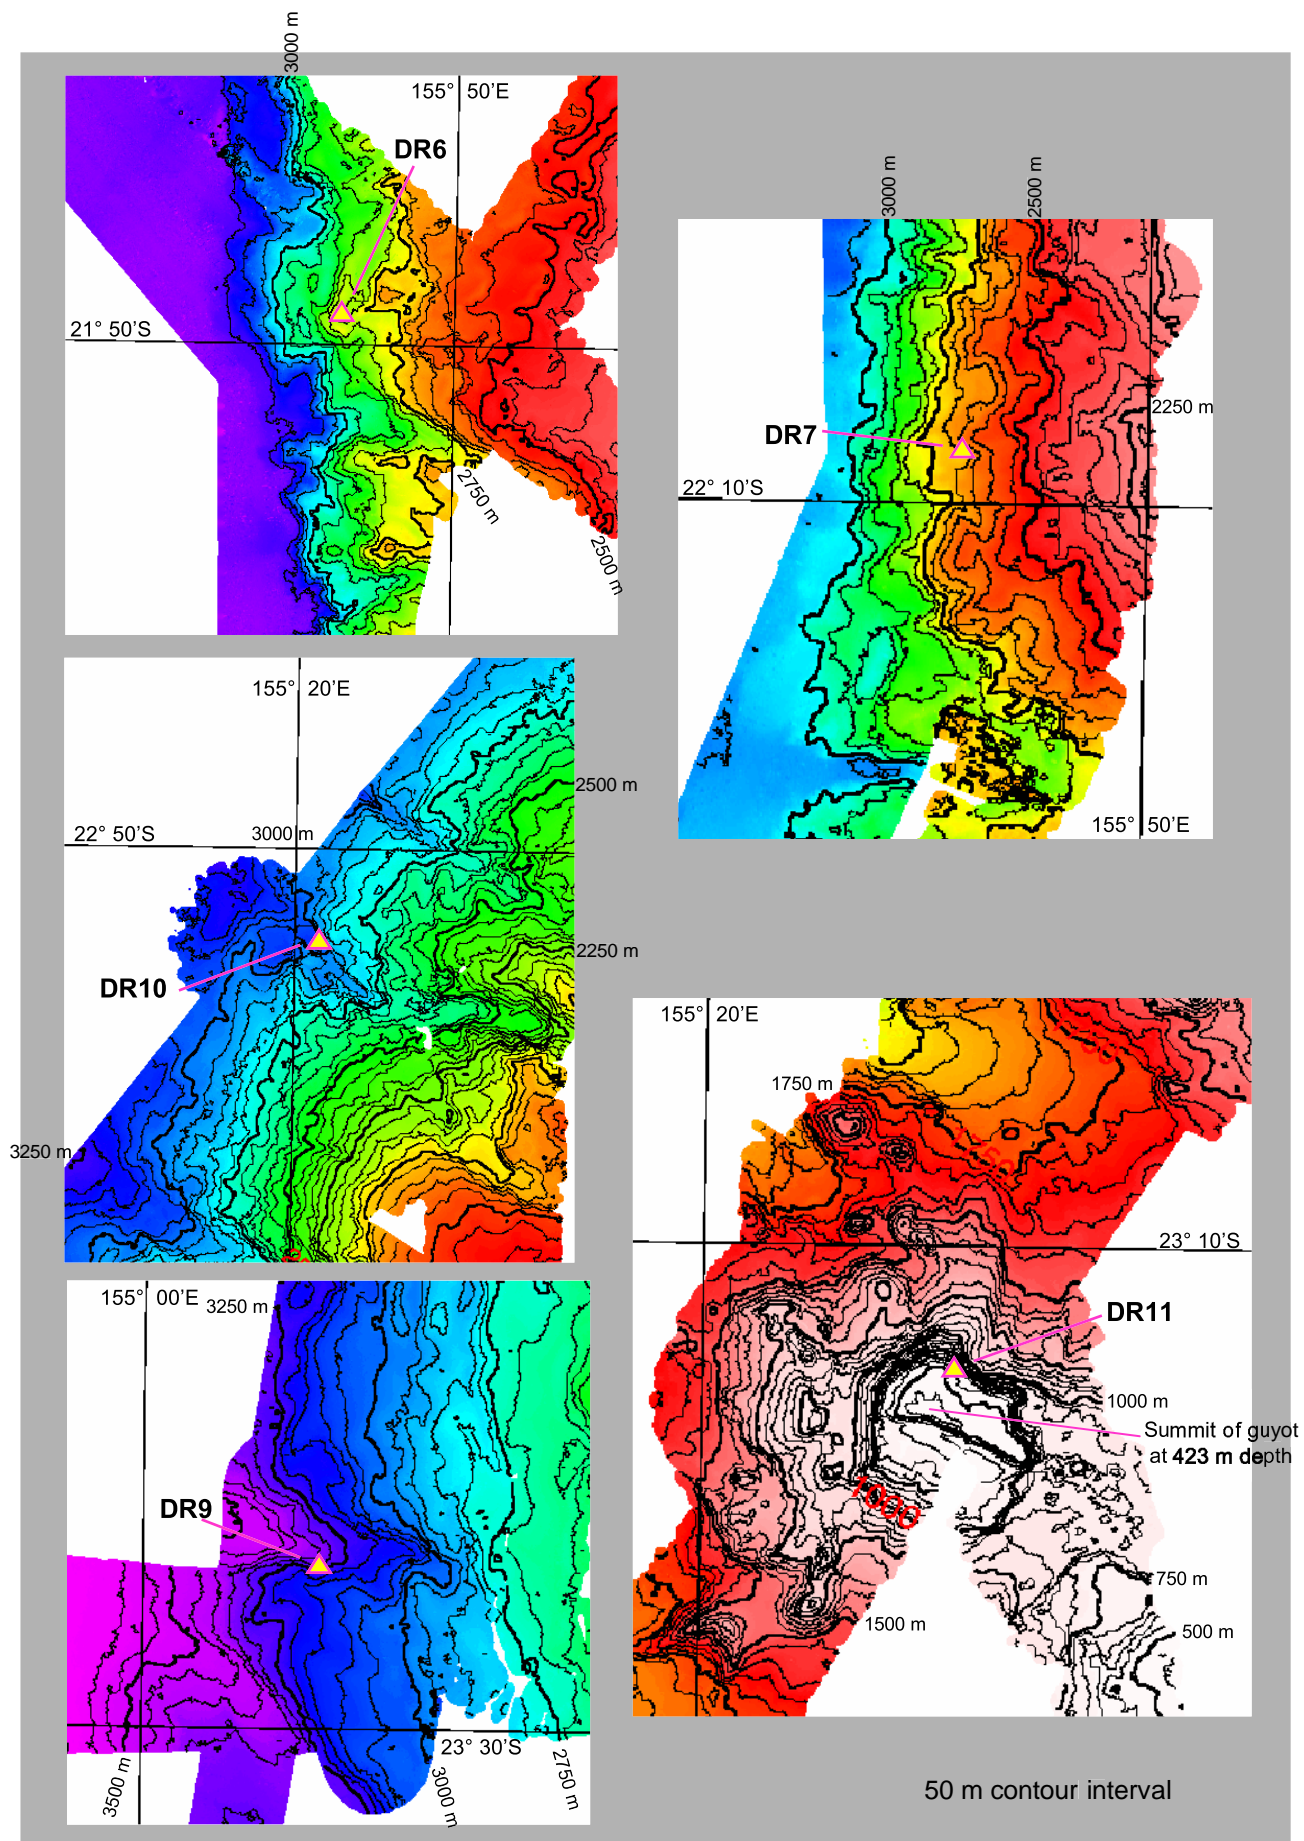 3000 m
155° 50'E
DR6
21° 50'S
2750 m
2500 m
3000 m
2500 m
2250 m
DR7
22° 10'S
155° 50'E
155° 20'E
2500 m
22° 50'S
3000 m
2250 m
DR10
3250 m
155° 20'E
1750 m
1750
23° 10'S
DR11
1000 m
Summit of guyot
at 423 m depth
1000
750 m
1500 m
500 m
155° 00'E
3250 m
DR9
23° 30'S
3500 m
3000 m
2750 m
50 m contour interval